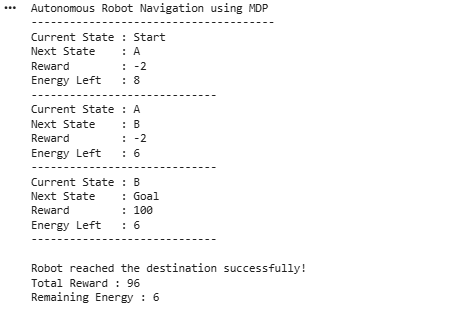 ••• Autonomous Robot Navigation using MDP
--------------------------------------
Current State : Start
Next State    : A
Reward        : -2
Energy Left   : 8
-----------------------------
Current State : A
Next State    : B
Reward        : -2
Energy Left   : 6
-----------------------------
Current State : B
Next State    : Goal
Reward        : 100
Energy Left   : 6
-----------------------------
Robot reached the destination successfully!
Total Reward : 96
Remaining Energy : 6